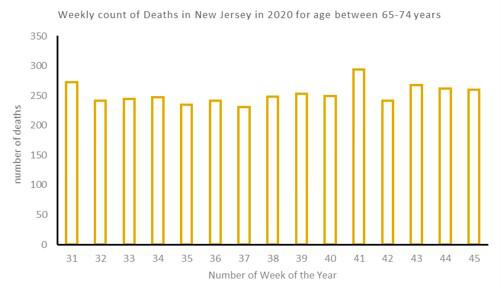 Weekly count of Deaths in New Jersey in 2020 for age between 65-74 years
350
300
250
200
150
100
50
0
number of deaths
31 32 33 34 35 36 37 38 39 40 41 42 43 44 45
Number of Week of the Year